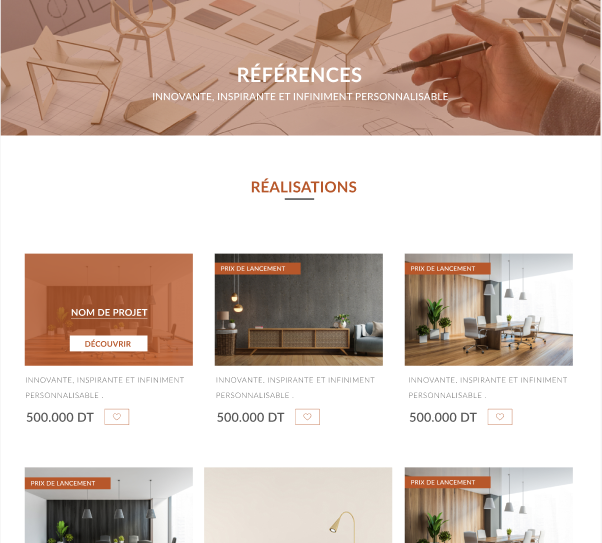 RÉFÉRENCES
INNOVANTE, INSPIRANTE ET INFINIMENT PERSONNALISABLE
RÉALISATIONS
NOM DE PROJET
DÉCOUVRIR
INNOVANTE, INSPIRANTE ET INFINIMENT
PERSONNALISABLE .
500.000 DT
PRIX DE LANCEMENT
INNOVANTE, INSPIRANTE ET INFINIMENT
PERSONNALISABLE .
500.000 DT
PRIX DE LANCEMENT
INNOVANTE, INSPIRANTE ET INFINIMENT
PERSONNALISABLE .
500.000 DT
PRIX DE LANCEMENT
PRIX DE LANCEMENT